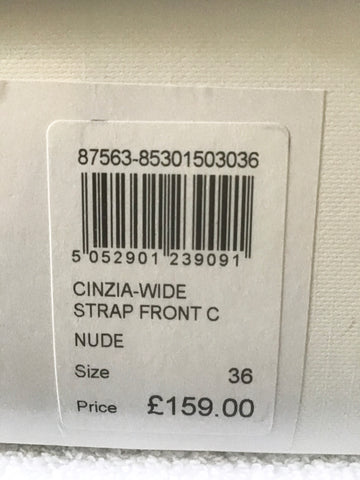 87563-85301503036
5 052901 239091
CINZIA-WIDE
STRAP FRONT C
NUDE
Size 36
Price £159.00